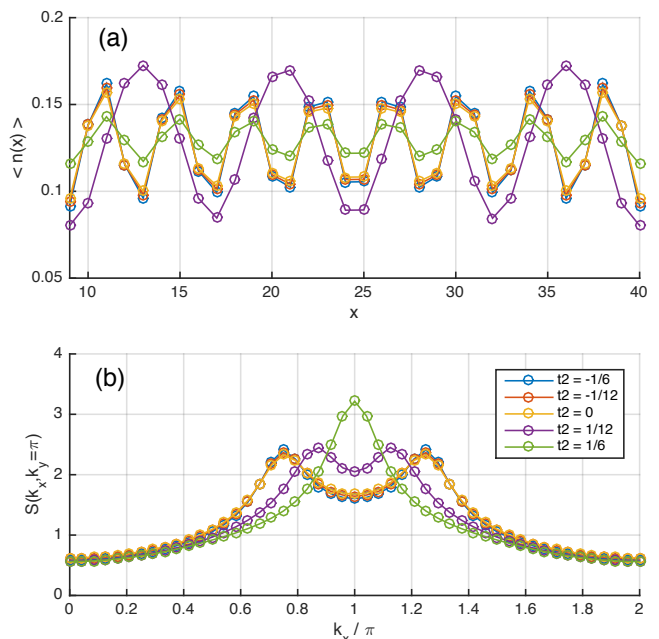 (a)
0.2
0.15
0.1
0.05
< n(x) >
10 15 20 25 30 35 40
x
(b)
4
3
2
1
0
S(kₓ,k_y=π)
t2 = -1/6
t2 = -1/12
t2 = 0
t2 = 1/12
t2 = 1/6
0 0.2 0.4 0.6 0.8 1 1.2 1.4 1.6 1.8 2
kₓ / π